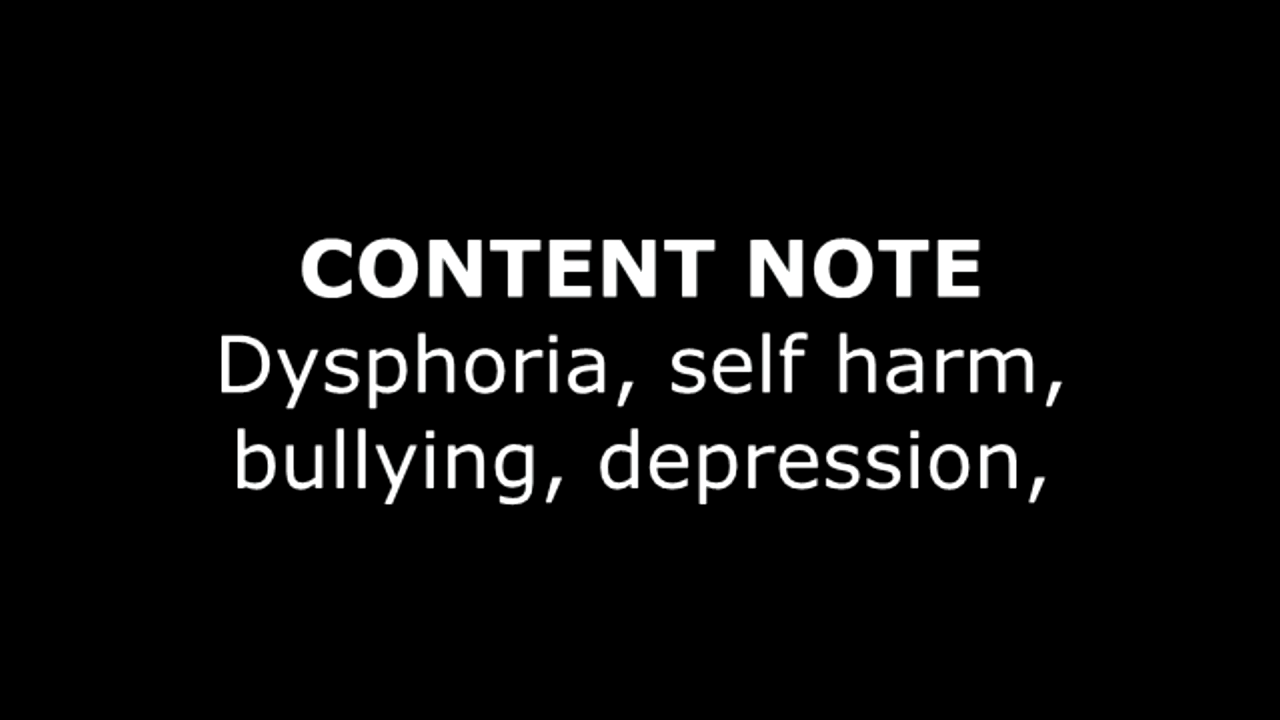 CONTENT NOTE
Dysphoria, self harm,
bullying, depression,